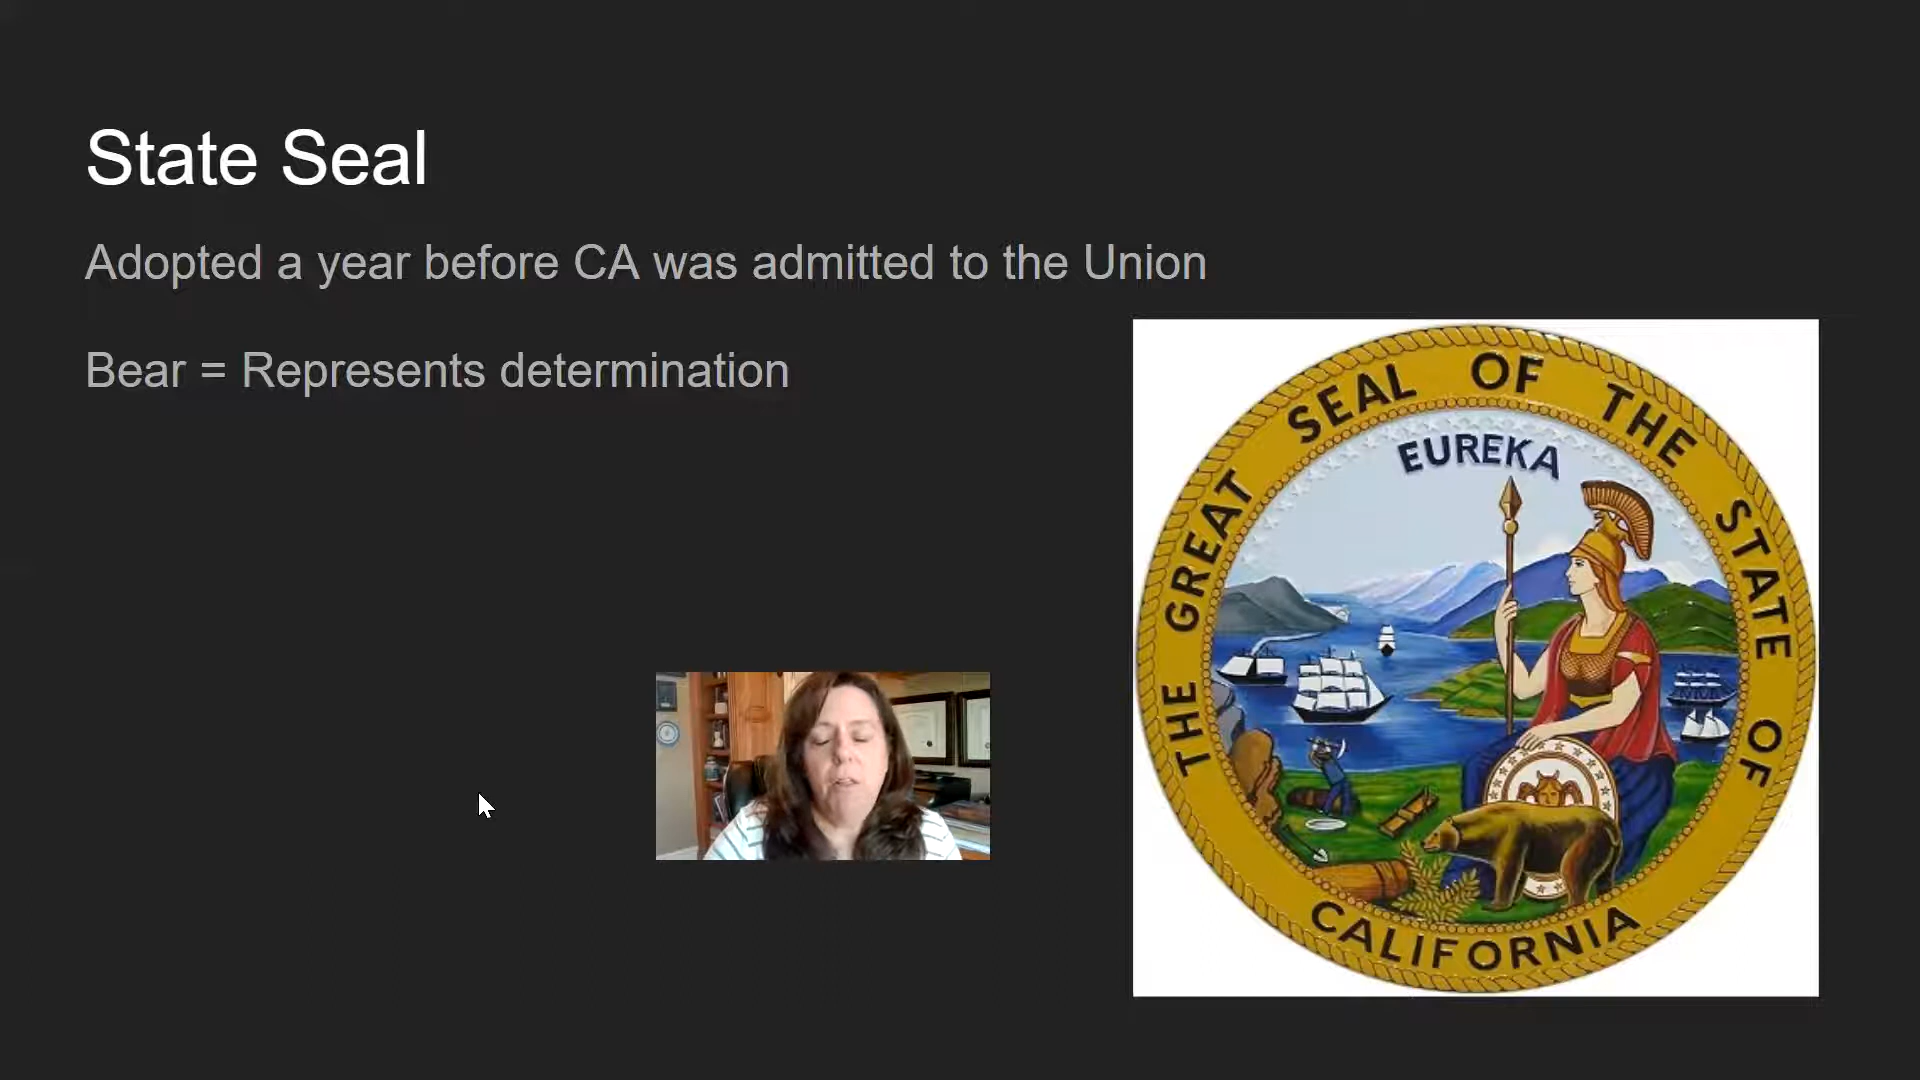 State Seal
Adopted a year before CA was admitted to the Union
Bear = Represents determination
THE GREAT SEAL OF THE STATE OF CALIFORNIA
EUREKA